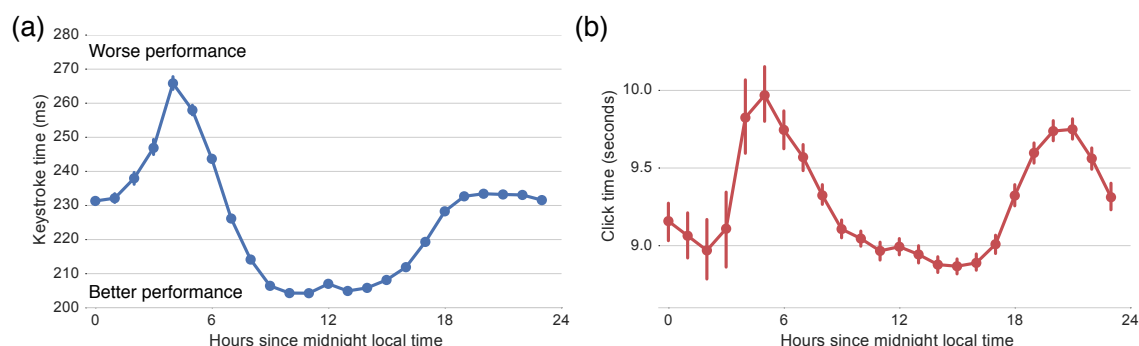 (a)
Keystroke time (ms)
280
270
260
250
240
230
220
210
200
Worse performance
Better performance
0 6 12 18 24
Hours since midnight local time
(b)
Click time (seconds)
10.0
9.5
9.0
0 6 12 18 24
Hours since midnight local time